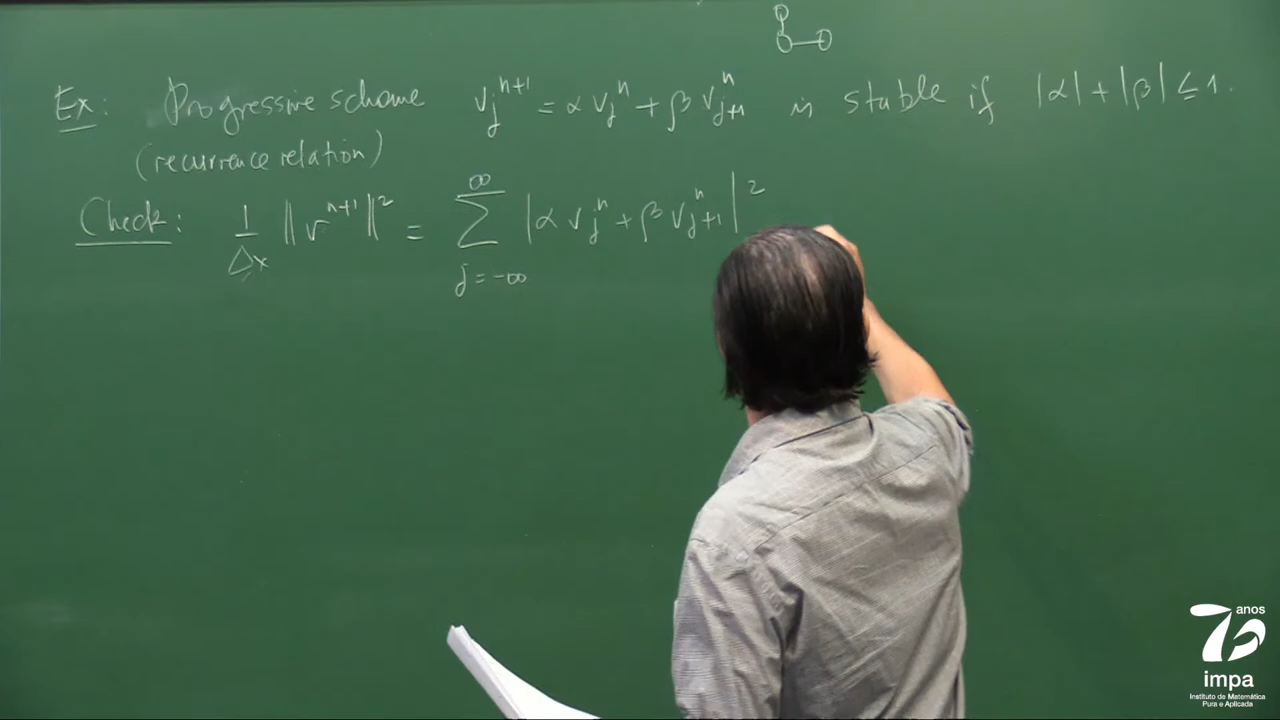 Ex: Progressive scheme v_j^{n+1} = α v_j^n + β v_{j+1}^n is stable if |α| + |β| ≤ 1.
(recurrence relation)
Check: 1/Δx ||v^{n+1}||^2 = ∑_{j=-∞}^{∞} |α v_j^n + β v_{j+1}^n|^2
anos
75
impa
Instituto de Matemática
Pura e Aplicada